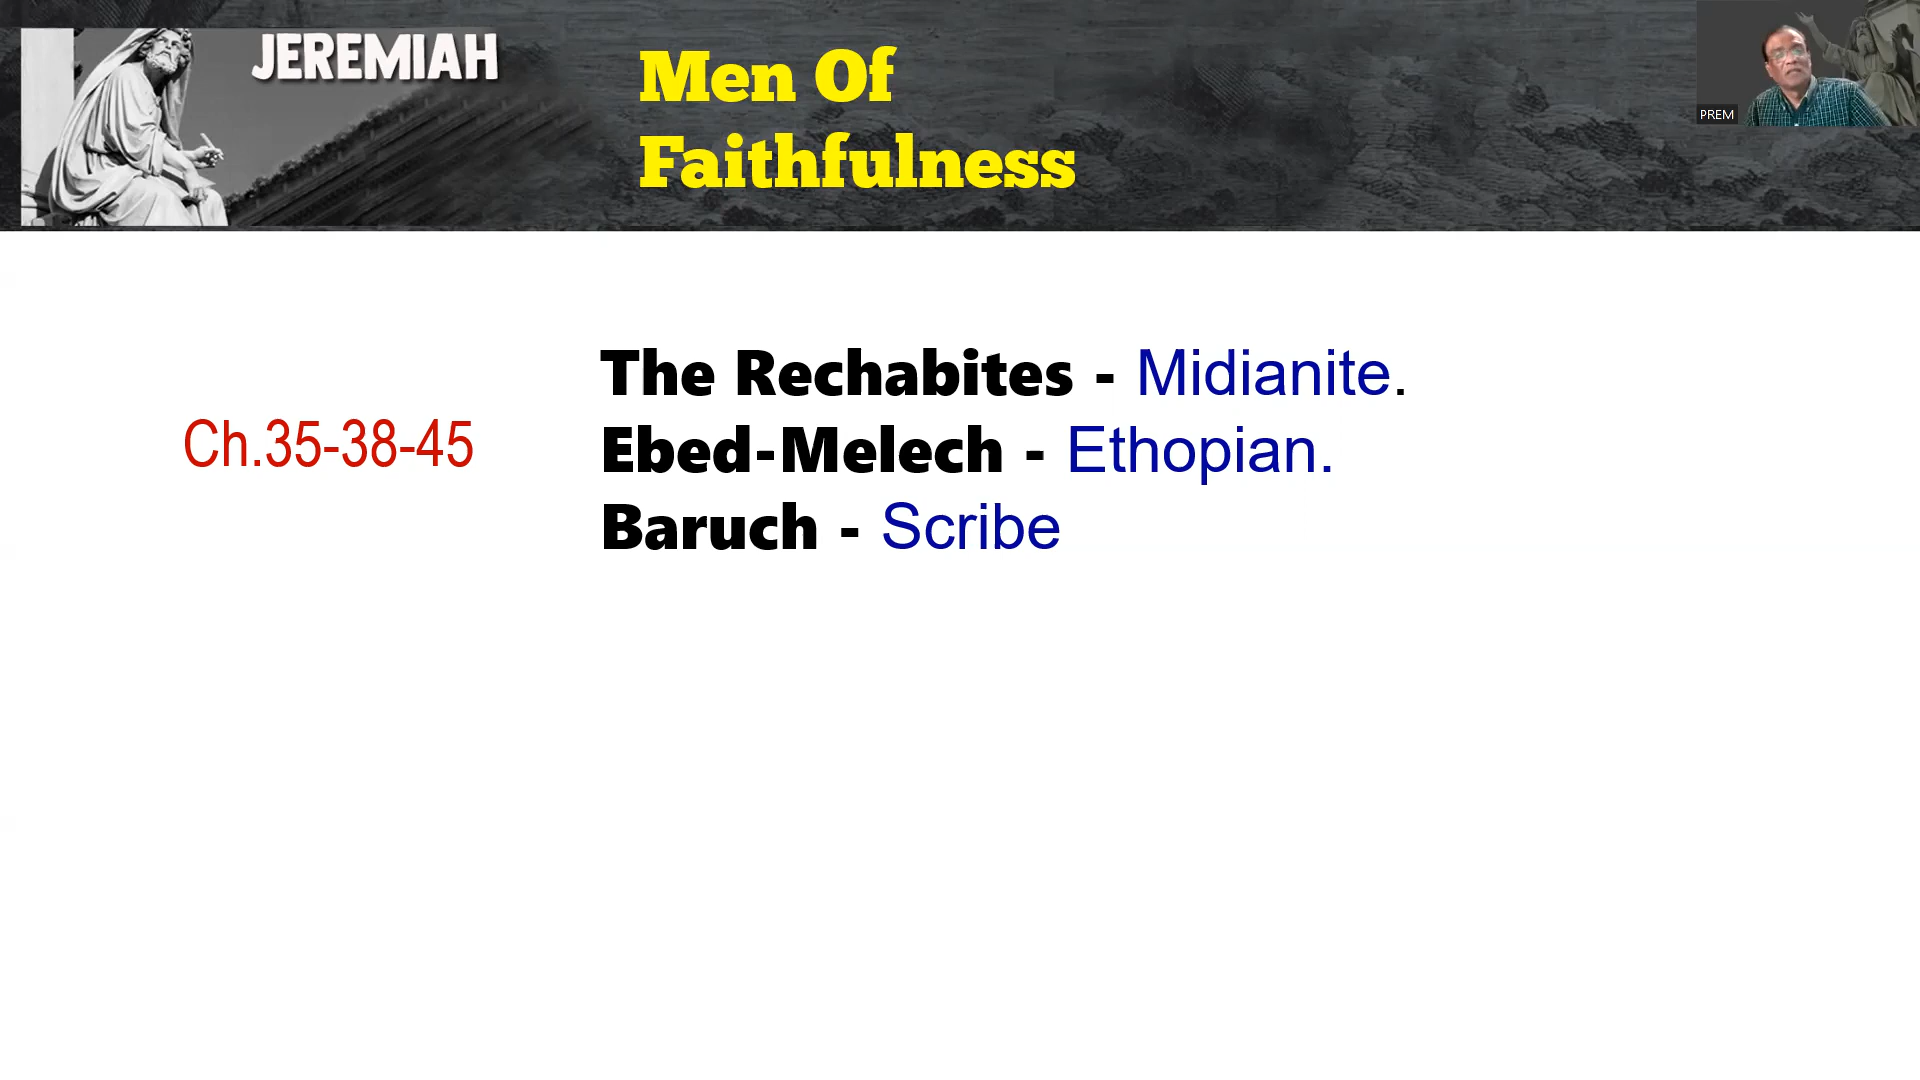 JEREMIAH
Men Of
Faithfulness
PREM
The Rechabites - Midianite.
Ch.35-38-45
Ebed-Melech - Ethopian.
Baruch - Scribe